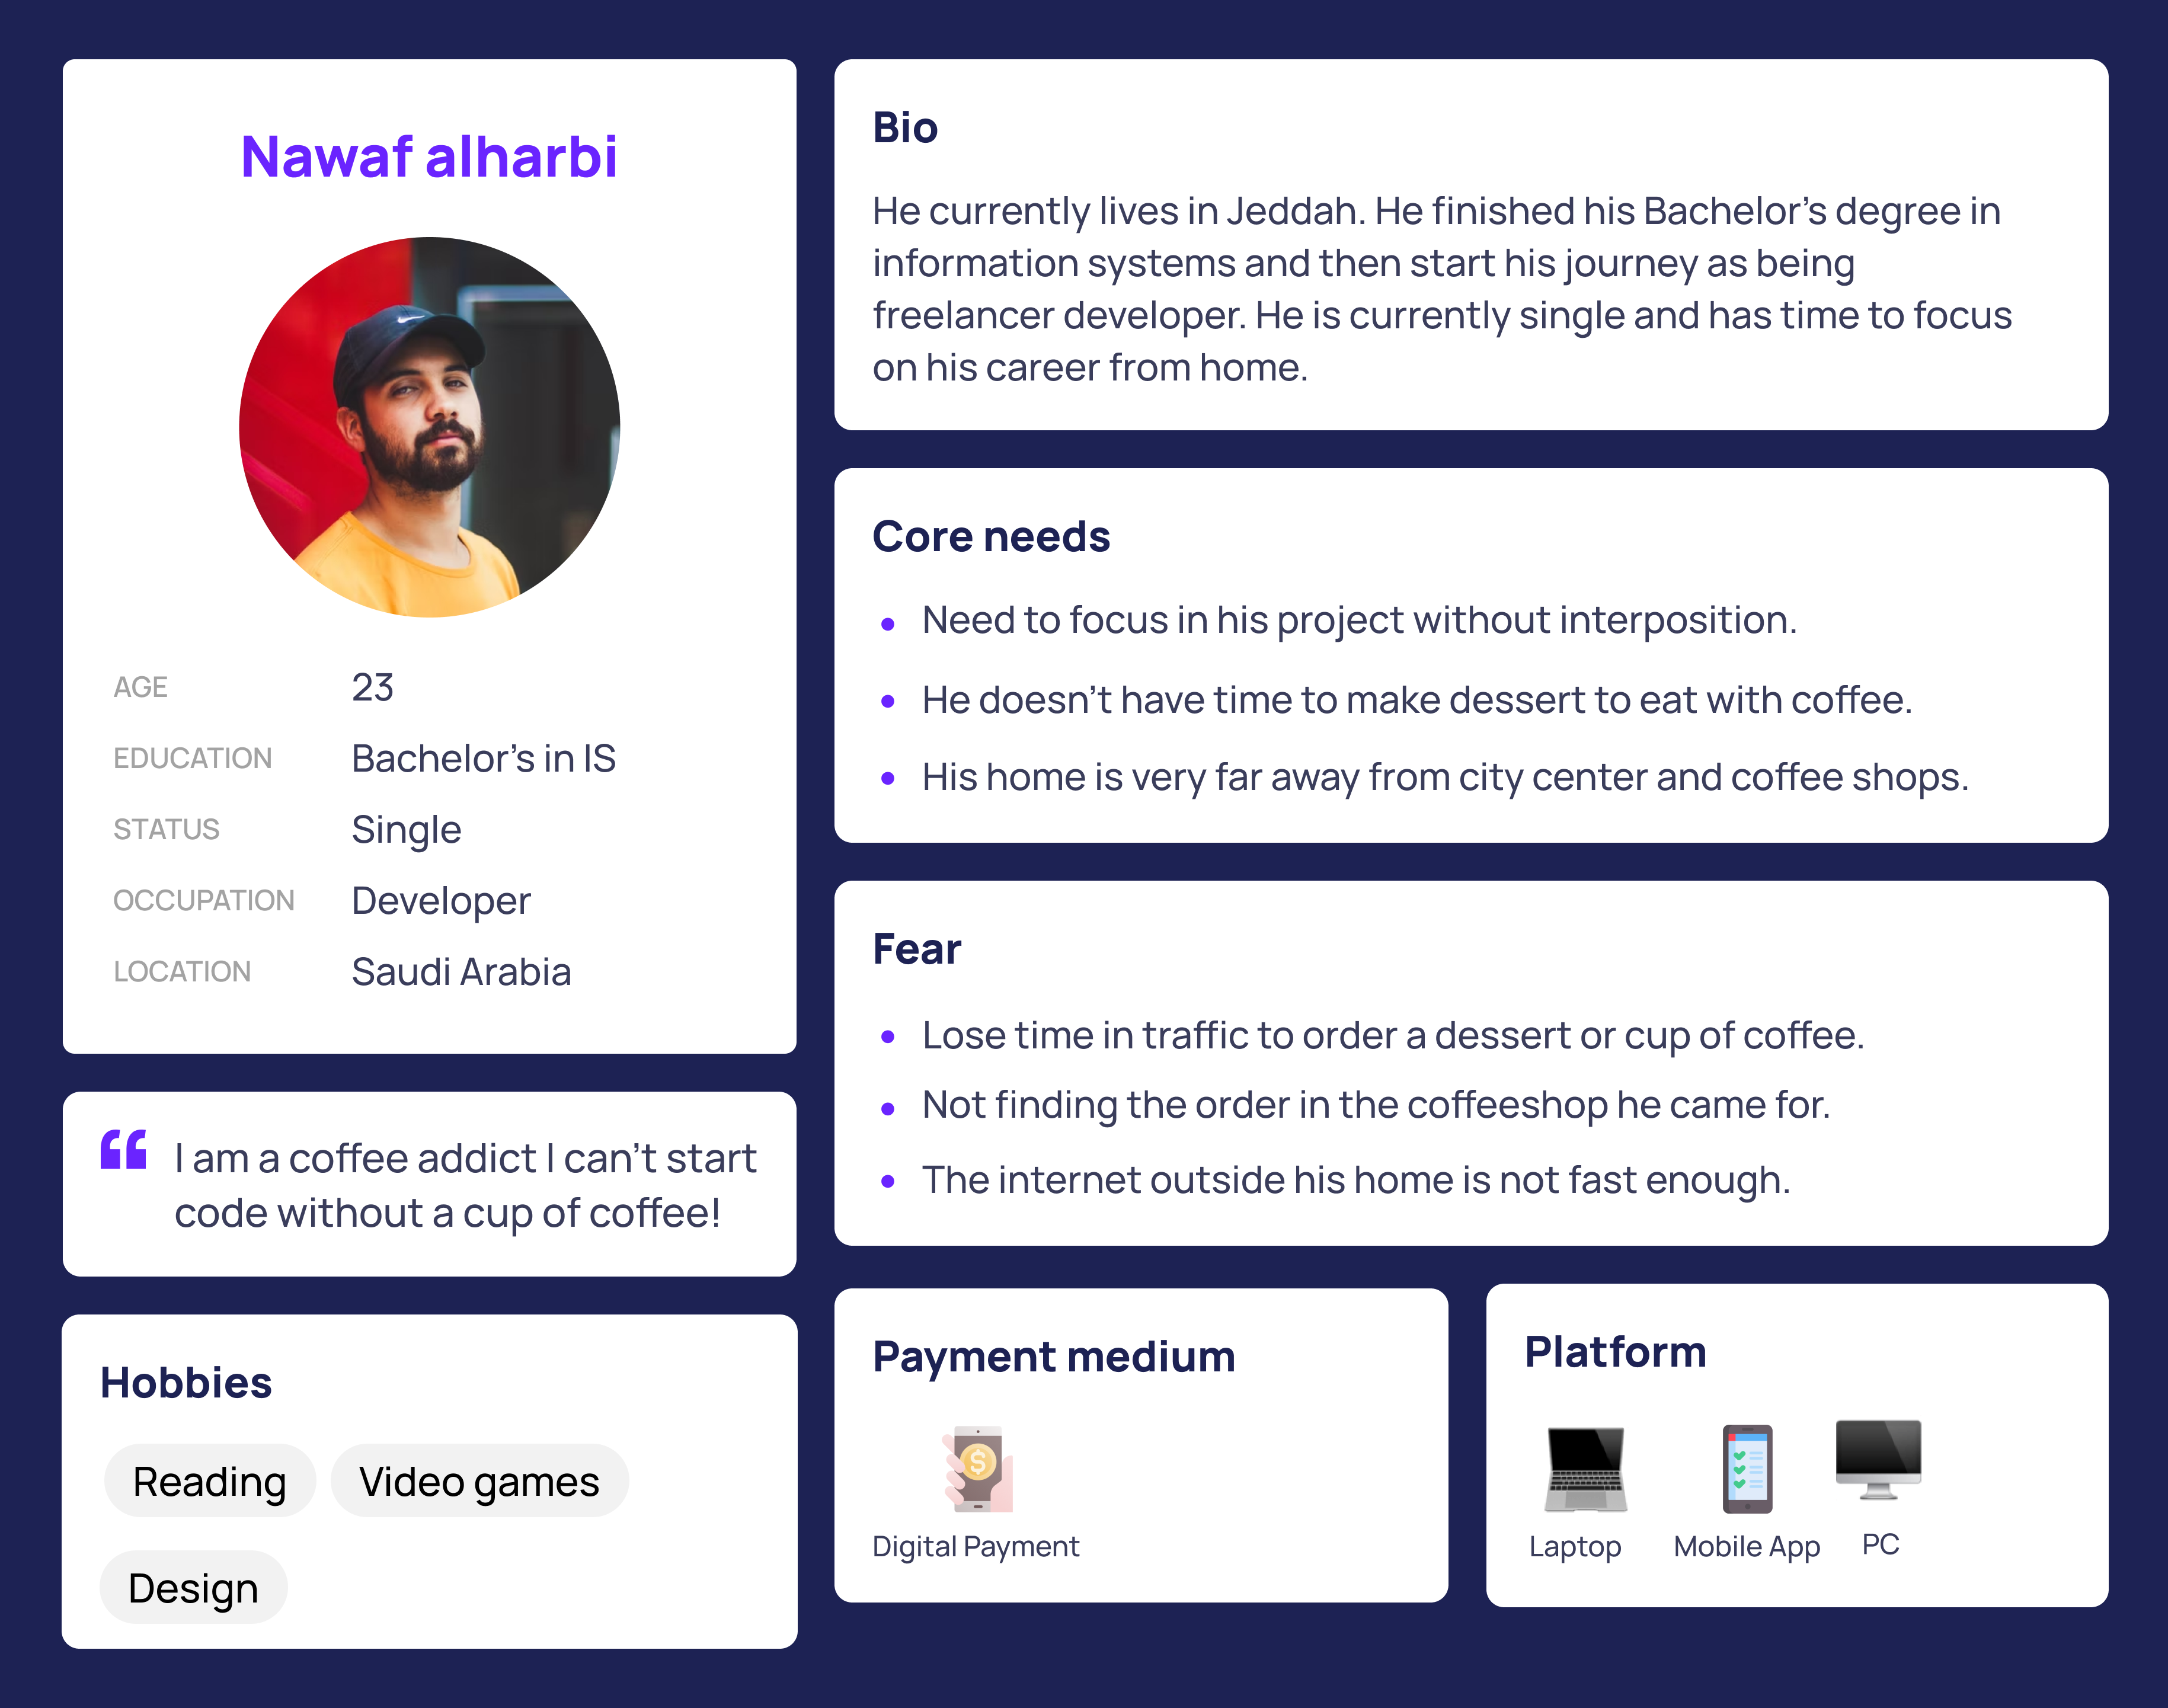 Nawaf alharbi
AGE 23
EDUCATION Bachelor's in IS
STATUS Single
OCCUPATION Developer
LOCATION Saudi Arabia
I am a coffee addict I can't start
code without a cup of coffee!
Hobbies
Reading Video games
Design
Bio
He currently lives in Jeddah. He finished his Bachelor's degree in
information systems and then start his journey as being
freelancer developer. He is currently single and has time to focus
on his career from home.
Core needs
• Need to focus in his project without interposition.
• He doesn't have time to make dessert to eat with coffee.
• His home is very far away from city center and coffee shops.
Fear
• Lose time in traffic to order a dessert or cup of coffee.
• Not finding the order in the coffeeshop he came for.
• The internet outside his home is not fast enough.
Payment medium
$
Digital Payment
Platform
Laptop Mobile App PC